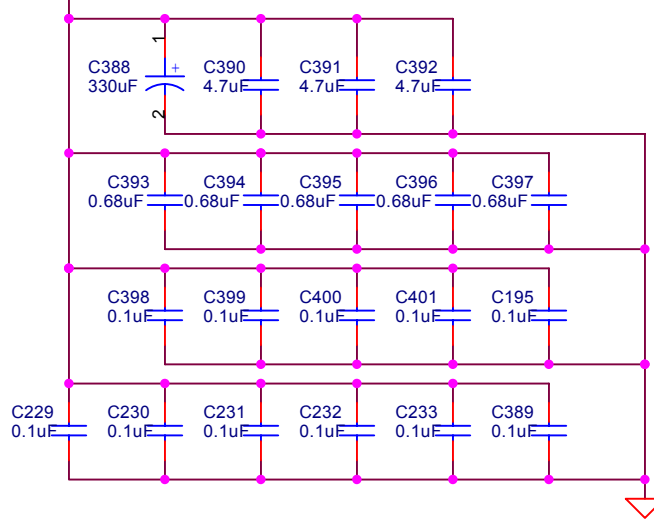 1
C388
330uF
+
2
C390
4.7uF
C391
4.7uF
C392
4.7uF
C393
0.68uF
C394
0.68uF
C395
0.68uF
C396
0.68uF
C397
0.68uF
C398
0.1uF
C399
0.1uF
C400
0.1uF
C401
0.1uF
C195
0.1uF
C229
0.1uF
C230
0.1uF
C231
0.1uF
C232
0.1uF
C233
0.1uF
C389
0.1uF